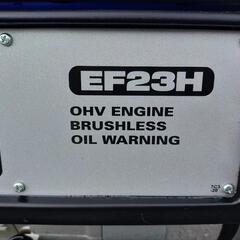 EF23H
OHV ENGINE
BRUSHLESS
OIL WARNING